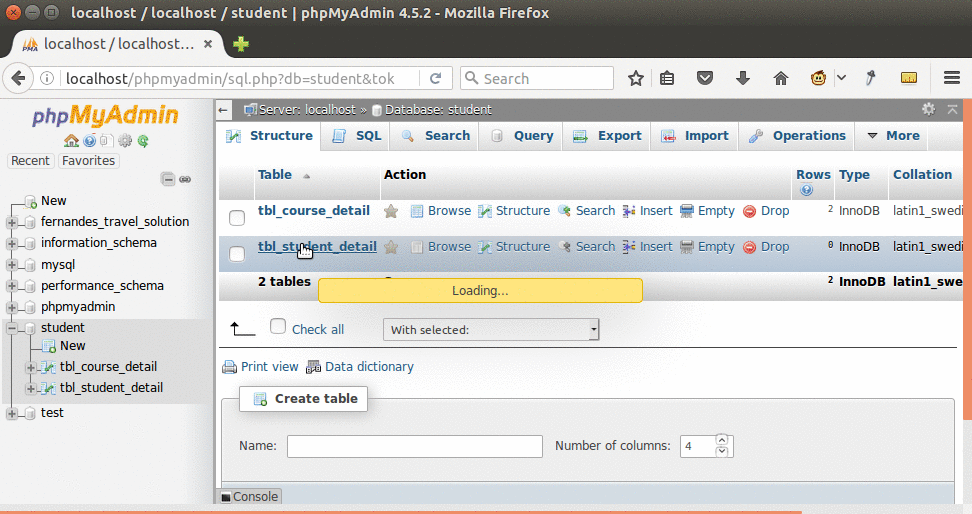 localhost / localhost / student | phpMyAdmin 4.5.2 - Mozilla Firefox
localhost / localhost...
localhost/phpmyadmin/sql.php?db=student&tok
Search
phpMyAdmin
Recent Favorites
New
fernandes_travel_solution
information_schema
mysql
performance_schema
phpmyadmin
student
New
tbl_course_detail
tbl_student_detail
test
Server: localhost » Database: student
Structure SQL Search Query Export Import Operations More
Table Action Rows Type Collation
tbl_course_detail Browse Structure Search Insert Empty Drop 2 InnoDB latin1_swedi
tbl_student_detail Browse Structure Search Insert Empty Drop 0 InnoDB latin1_swedi
2 tables 2 InnoDB latin1_swe
Loading...
Check all With selected:
Print view Data dictionary
Create table
Name: Number of columns: 4
Console